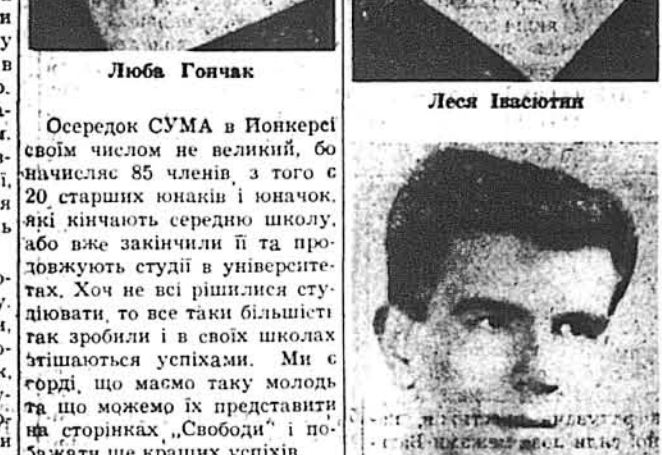 Люба Гончак
Осередок СУМА в Йонкерсі
своїм числом не великий, бо
начисляє 85 членів, з того є
20 старших юнаків і юначок,
які кінчають середню школу,
або вже закінчили її та про-
довжують студії в університе-
тах. Хоч не всі рішилися сту-
діювати, то все таки більшість
так зробили і в своїх школах
втішаються успіхами. Ми є
горді, що маємо таку молодь
та що можемо їх представити
на сторінках „Свободи" і по-
бажати ще кращих успіхів
Леся Івасютин